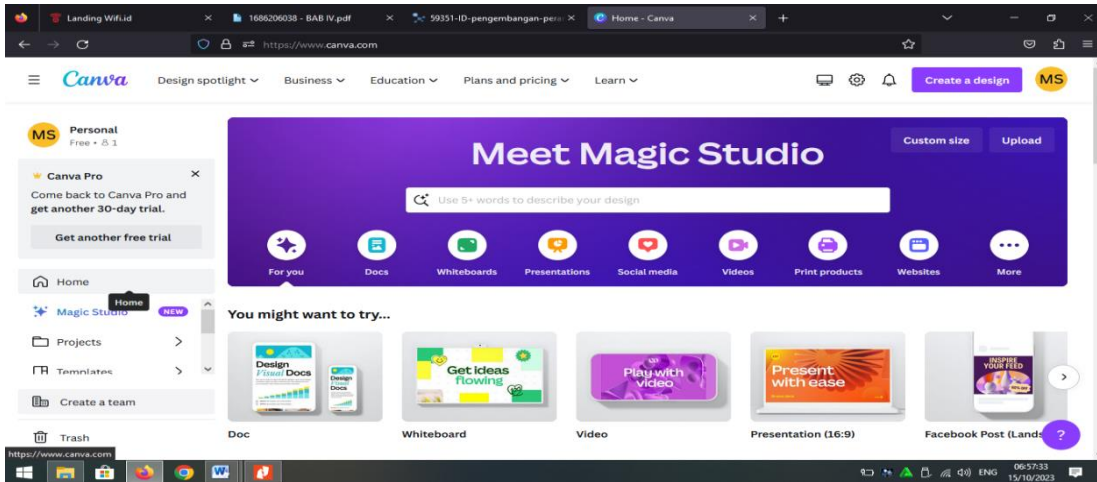 Landing Wifi.id
1686206038 - BAB IV.pdf
59351-ID-pengembangan-pera
Home - Canva
https://www.canva.com
Canva
Design spotlight
Business
Education
Plans and pricing
Learn
Create a design
MS
MS
Personal
Free • 1
Canva Pro
Come back to Canva Pro and
get another 30-day trial.
Get another free trial
Home
Home
Magic Studio
NEW
Projects
Templates
Create a team
Trash
https://www.canva.com
Meet Magic Studio
Custom size
Upload
Use 5+ words to describe your design
For you
Docs
Whiteboards
Presentations
Social media
Videos
Print products
Websites
More
You might want to try...
Design
Visual Docs
Design
Visual
Docs
Get ideas
flowing
Play with
video
Present
with ease
INSPIRE
YOUR FEED
Doc
Whiteboard
Video
Presentation (16:9)
Facebook Post (Lands
?
ENG
06:57:33
15/10/2023